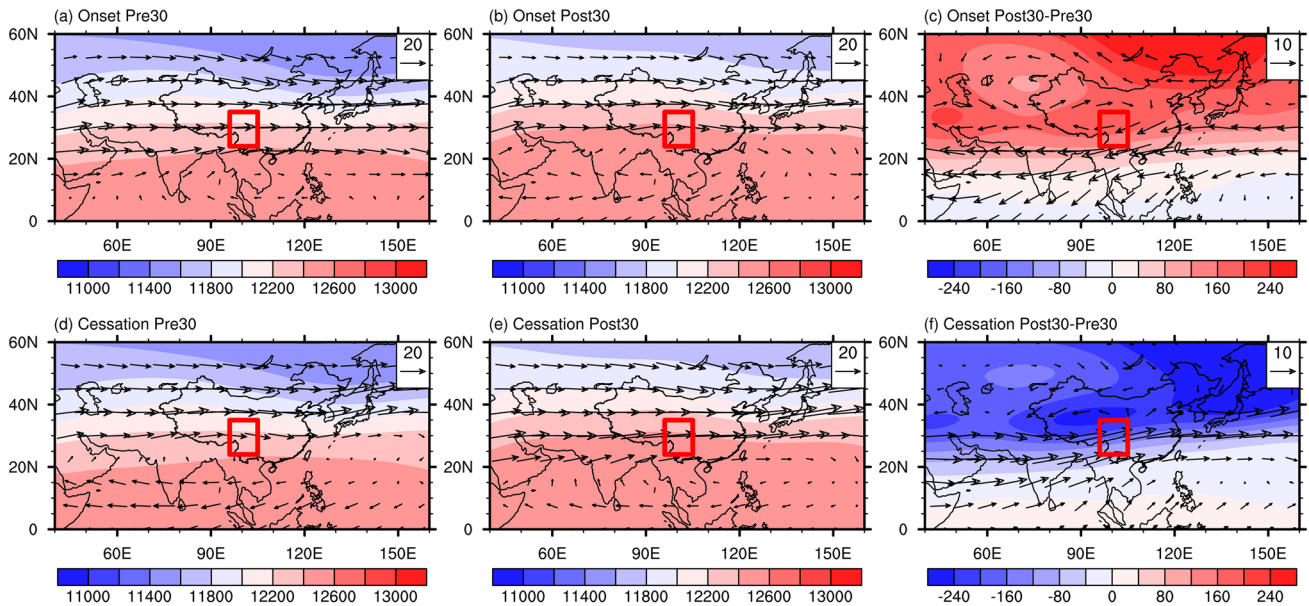 (a) Onset Pre30
(b) Onset Post30
(c) Onset Post30-Pre30
60N 20 60N 20 60N 10
40N 40N 40N
20N 20N 20N
0 0 0
60E 90E 120E 150E 60E 90E 120E 150E 60E 90E 120E 150E
11000 11400 11800 12200 12600 13000 11000 11400 11800 12200 12600 13000 -240 -160 -80 0 80 160 240
(d) Cessation Pre30
(e) Cessation Post30
(f) Cessation Post30-Pre30
60N 20 60N 20 60N 10
40N 40N 40N
20N 20N 20N
0 0 0
60E 90E 120E 150E 60E 90E 120E 150E 60E 90E 120E 150E
11000 11400 11800 12200 12600 13000 11000 11400 11800 12200 12600 13000 -240 -160 -80 0 80 160 240